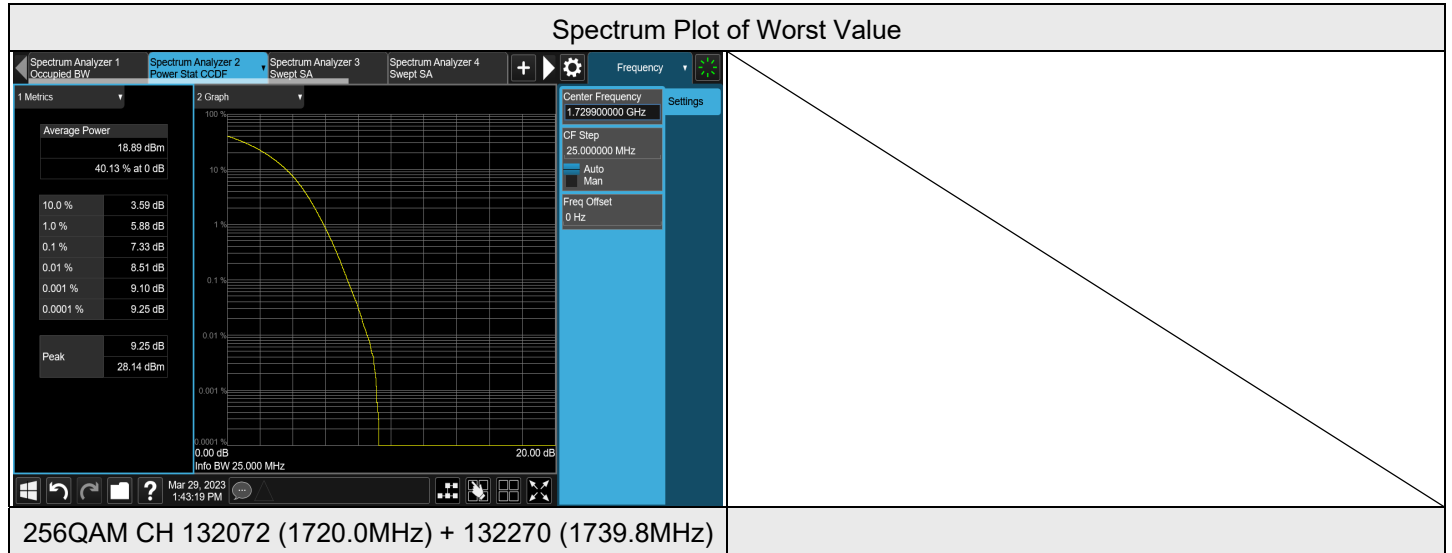 Spectrum Plot of Worst Value
Spectrum Analyzer 1
Occupied BW
Spectrum Analyzer 2
Power Stat CCDF
Spectrum Analyzer 3
Swept SA
Spectrum Analyzer 4
Swept SA
+
Frequency
1 Metrics
2 Graph
Average Power
18.89 dBm
40.13 % at 0 dB
10.0 % 3.59 dB
1.0 % 5.88 dB
0.1 % 7.33 dB
0.01 % 8.51 dB
0.001 % 9.10 dB
0.0001 % 9.25 dB
Peak 9.25 dB
28.14 dBm
100 %
10 %
1 %
0.1 %
0.01 %
0.001 %
0.0001 %
0.00 dB 20.00 dB
Info BW 25.000 MHz
Center Frequency
1.729900000 GHz
Settings
CF Step
25.000000 MHz
Auto
Man
Freq Offset
0 Hz
?
Mar 29, 2023
1:43:19 PM
256QAM CH 132072 (1720.0MHz) + 132270 (1739.8MHz)